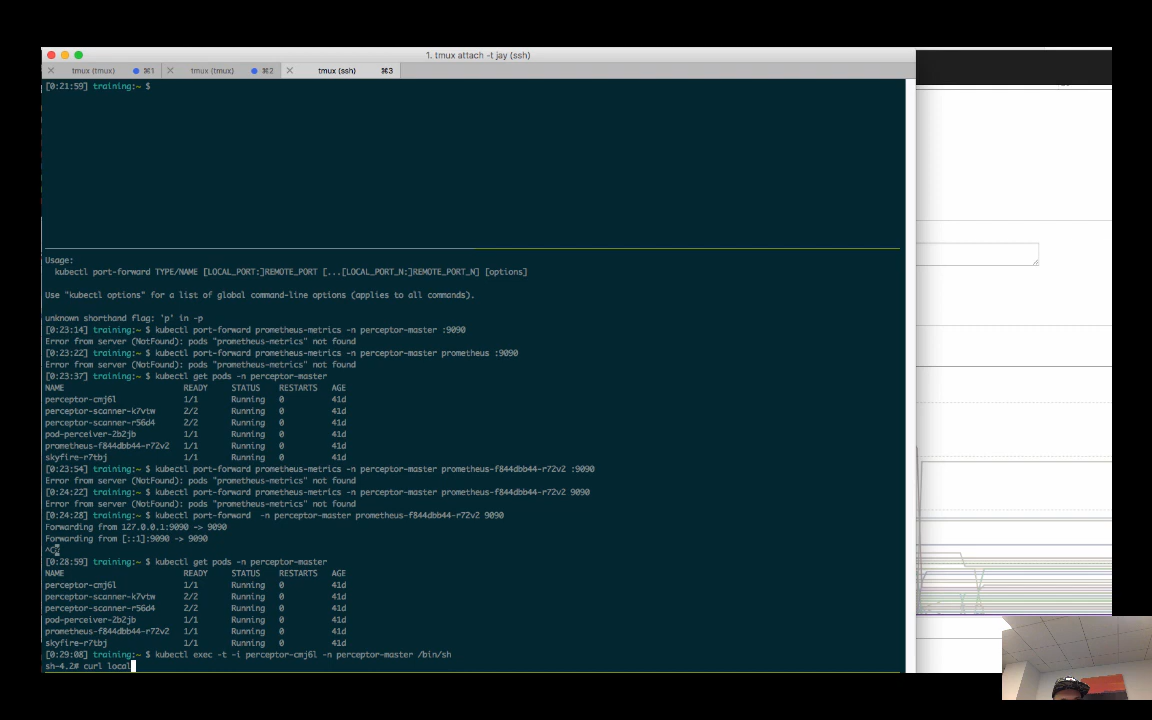 1. tmux attach -t jay (ssh)
tmux (tmux) ⌘1 tmux (tmux) ⌘2 tmux (ssh) ⌘3
[0:21:59] training:~ $
Usage:
kubectl port-forward TYPE/NAME [LOCAL_PORT:]REMOTE_PORT [...[LOCAL_PORT_N:]REMOTE_PORT_N] [options]
Use "kubectl options" for a list of global command-line options (applies to all commands).
unknown shorthand flag: 'p' in -p
[0:23:14] training:~ $ kubectl port-forward prometheus-metrics -n perceptor-master :9090
Error from server (NotFound): pods "prometheus-metrics" not found
[0:23:22] training:~ $ kubectl port-forward prometheus-metrics -n perceptor-master prometheus :9090
Error from server (NotFound): pods "prometheus-metrics" not found
[0:23:37] training:~ $ kubectl get pods -n perceptor-master
NAME READY STATUS RESTARTS AGE
perceptor-cmj6l 1/1 Running 0 41d
perceptor-scanner-k7vtw 2/2 Running 0 41d
perceptor-scanner-r56d4 2/2 Running 0 41d
pod-perceiver-2b2jb 1/1 Running 0 41d
prometheus-f844dbb44-r72v2 1/1 Running 0 41d
skyfire-r7tbj 1/1 Running 0 41d
[0:23:54] training:~ $ kubectl port-forward prometheus-metrics -n perceptor-master prometheus-f844dbb44-r72v2 :9090
Error from server (NotFound): pods "prometheus-metrics" not found
[0:24:22] training:~ $ kubectl port-forward prometheus-metrics -n perceptor-master prometheus-f844dbb44-r72v2 9090
Error from server (NotFound): pods "prometheus-metrics" not found
[0:24:28] training:~ $ kubectl port-forward -n perceptor-master prometheus-f844dbb44-r72v2 9090
Forwarding from 127.0.0.1:9090 -> 9090
Forwarding from [::1]:9090 -> 9090
^C
[0:28:59] training:~ $ kubectl get pods -n perceptor-master
NAME READY STATUS RESTARTS AGE
perceptor-cmj6l 1/1 Running 0 41d
perceptor-scanner-k7vtw 2/2 Running 0 41d
perceptor-scanner-r56d4 2/2 Running 0 41d
pod-perceiver-2b2jb 1/1 Running 0 41d
prometheus-f844dbb44-r72v2 1/1 Running 0 41d
skyfire-r7tbj 1/1 Running 0 41d
[0:29:08] training:~ $ kubectl exec -t -i perceptor-cmj6l -n perceptor-master /bin/sh
sh-4.2# curl local